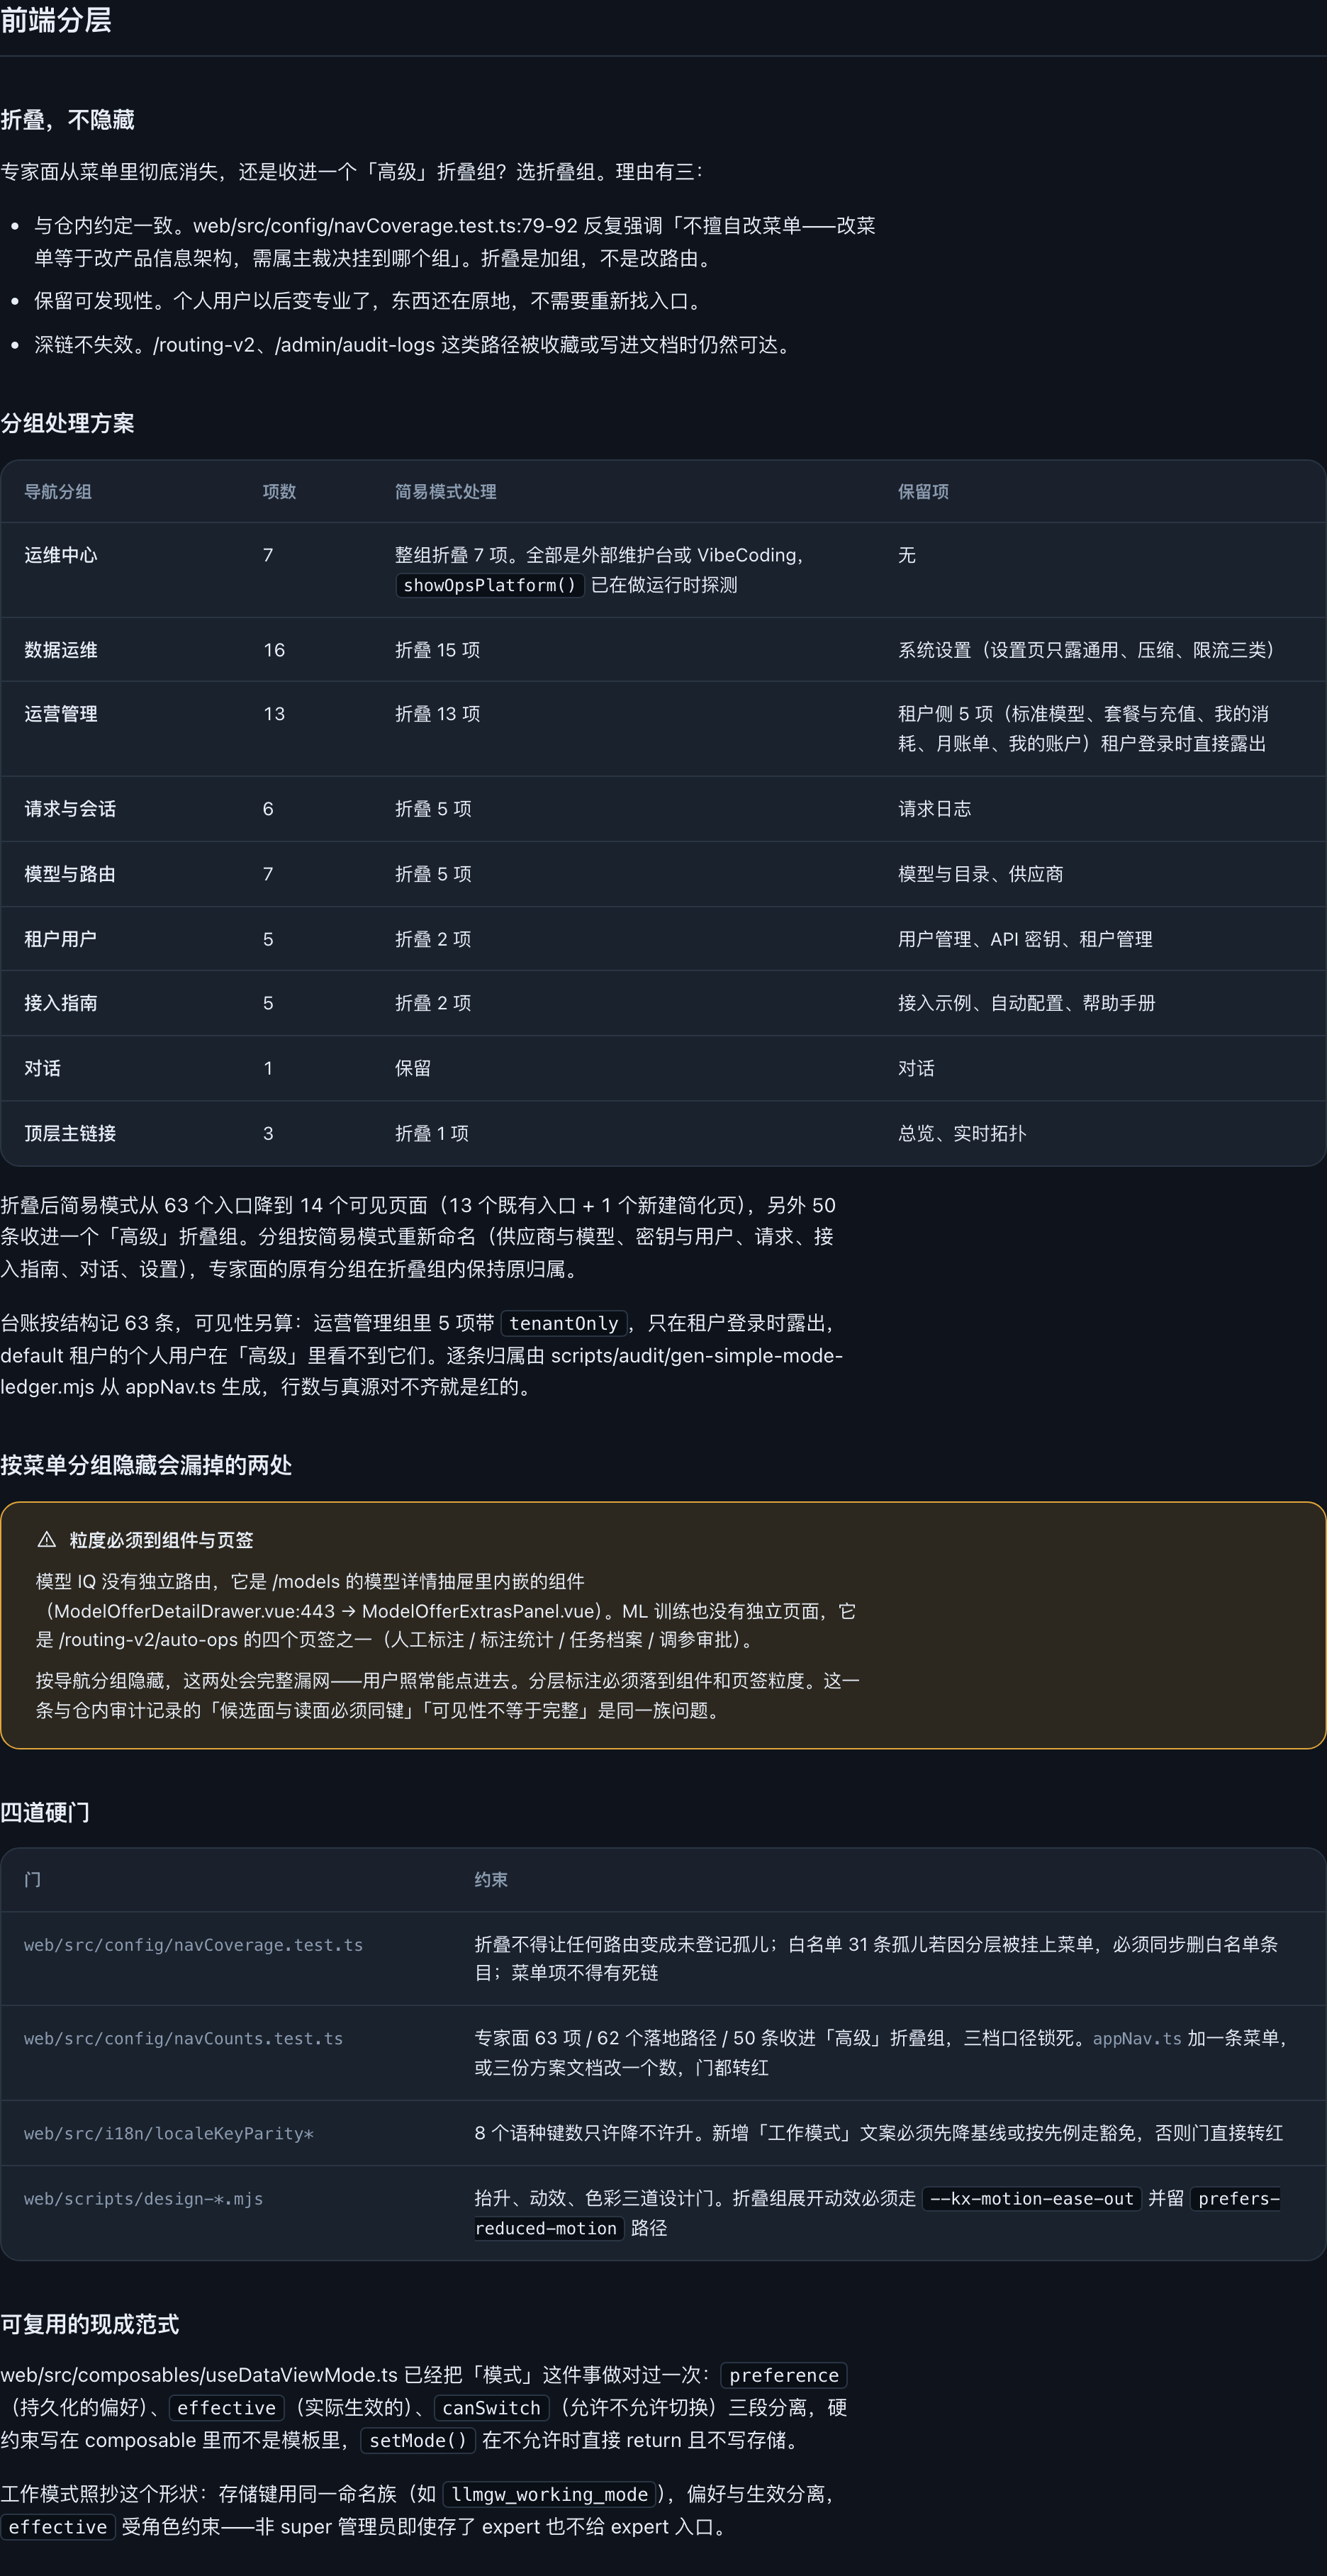 前端分层
折叠，不隐藏
专家面从菜单里彻底消失，还是收进一个「高级」折叠组？选折叠组。理由有三：
• 与仓内约定一致。web/src/config/navCoverage.test.ts:79-92 反复强调「不擅自改菜单——改菜
单等于改产品信息架构，需属主裁决挂到哪个组」。折叠是加组，不是改路由。
• 保留可发现性。个人用户以后变专业了，东西还在原地，不需要重新找入口。
• 深链不失效。/routing-v2、/admin/audit-logs 这类路径被收藏或写进文档时仍然可达。
分组处理方案
导航分组 项数 简易模式处理 保留项
运维中心 7 整组折叠 7 项。全部是外部维护台或 VibeCoding， 无
showOpsPlatform() 已在做运行时探测
数据运维 16 折叠 15 项 系统设置（设置页只露通用、压缩、限流三类）
运营管理 13 折叠 13 项 租户侧 5 项（标准模型、套餐与充值、我的消
耗、月账单、我的账户）租户登录时直接露出
请求与会话 6 折叠 5 项 请求日志
模型与路由 7 折叠 5 项 模型与目录、供应商
租户用户 5 折叠 2 项 用户管理、API 密钥、租户管理
接入指南 5 折叠 2 项 接入示例、自动配置、帮助手册
对话 1 保留 对话
顶层主链接 3 折叠 1 项 总览、实时拓扑
折叠后简易模式从 63 个入口降到 14 个可见页面（13 个既有入口 + 1 个新建简化页），另外 50
条收进一个「高级」折叠组。分组按简易模式重新命名（供应商与模型、密钥与用户、请求、接
入指南、对话、设置），专家面的原有分组在折叠组内保持原归属。
台账按结构记 63 条，可见性另算：运营管理组里 5 项带 tenantOnly，只在租户登录时露出，
default 租户的个人用户在「高级」里看不到它们。逐条归属由 scripts/audit/gen-simple-mode-
ledger.mjs 从 appNav.ts 生成，行数与真源对不齐就是红的。
按菜单分组隐藏会漏掉的两处
⚠ 粒度必须到组件与页签
模型 IQ 没有独立路由，它是 /models 的模型详情抽屉里内嵌的组件
（ModelOfferDetailDrawer.vue:443 → ModelOfferExtrasPanel.vue）。ML 训练也没有独立页面，它
是 /routing-v2/auto-ops 的四个页签之一（人工标注 / 标注统计 / 任务档案 / 调参审批）。
按导航分组隐藏，这两处会完整漏网——用户照常能点进去。分层标注必须落到组件和页签粒度。这一
条与仓内审计记录的「候选面与读面必须同键」「可见性不等于完整」是同一族问题。
四道硬门
门 约束
web/src/config/navCoverage.test.ts 折叠不得让任何路由变成未登记孤儿；白名单 31 条孤儿若因分层被挂上菜单，必须同步删白名单条
目；菜单项不得有死链
web/src/config/navCounts.test.ts 专家面 63 项 / 62 个落地路径 / 50 条收进「高级」折叠组，三档口径锁死。appNav.ts 加一条菜单，
或三份方案文档改一个数，门都转红
web/src/i18n/localeKeyParity* 8 个语种键数只许降不许升。新增「工作模式」文案必须先降基线或按先例走豁免，否则门直接转红
web/scripts/design-*.mjs 抬升、动效、色彩三道设计门。折叠组展开动效必须走 --kx-motion-ease-out 并留 prefers-
reduced-motion 路径
可复用的现成范式
web/src/composables/useDataViewMode.ts 已经把「模式」这件事做对过一次：preference
（持久化的偏好）、effective（实际生效的）、canSwitch（允许不允许切换）三段分离，硬
约束写在 composable 里而不是模板里，setMode() 在不允许时直接 return 且不写存储。
工作模式照抄这个形状：存储键用同一命名族（如 llmgw_working_mode），偏好与生效分离，
effective 受角色约束——非 super 管理员即使存了 expert 也不给 expert 入口。